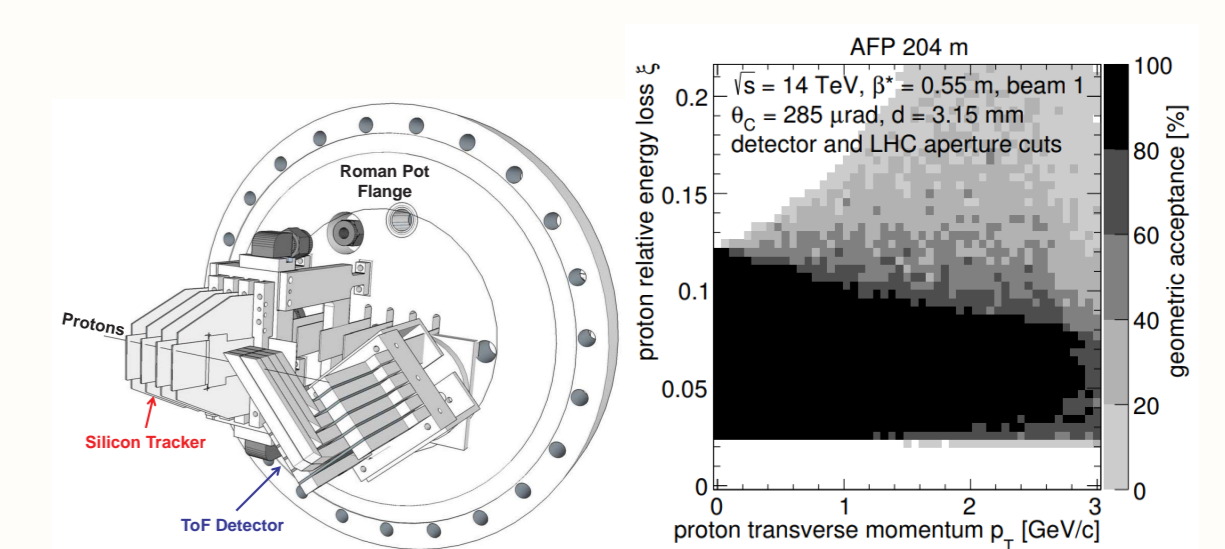 Roman Pot
Flange
Protons
Silicon Tracker
ToF Detector
AFP 204 m
√s = 14 TeV, β* = 0.55 m, beam 1
θ_C = 285 μrad, d = 3.15 mm
detector and LHC aperture cuts
proton relative energy loss ξ
0.2
0.15
0.1
0.05
0
0 1 2 3
proton transverse momentum p_T [GeV/c]
100
80
60
40
20
0
geometric acceptance [%]